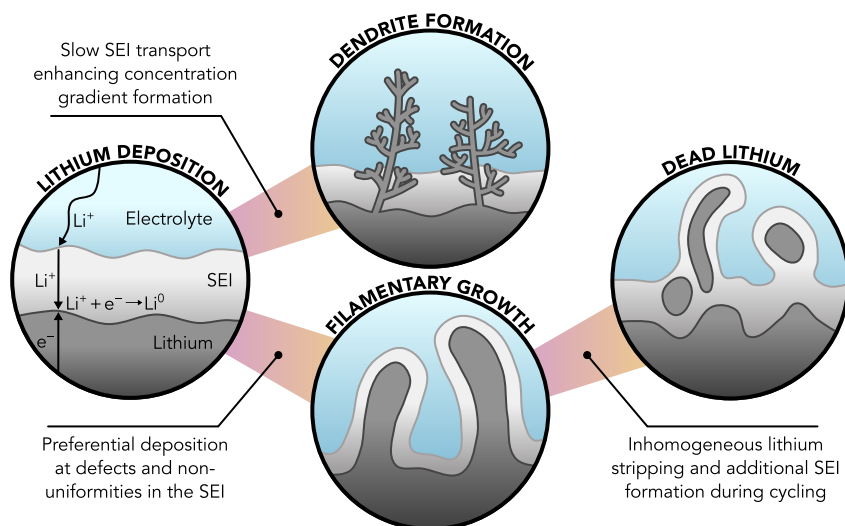 Slow SEI transport
enhancing concentration
gradient formation
DENDRITE FORMATION
LITHIUM DEPOSITION
Li⁺
Electrolyte
Li⁺
SEI
Li⁺ + e⁻ → Li⁰
e⁻
Lithium
FILAMENTARY GROWTH
DEAD LITHIUM
Preferential deposition
at defects and non-
uniformities in the SEI
Inhomogeneous lithium
stripping and additional SEI
formation during cycling